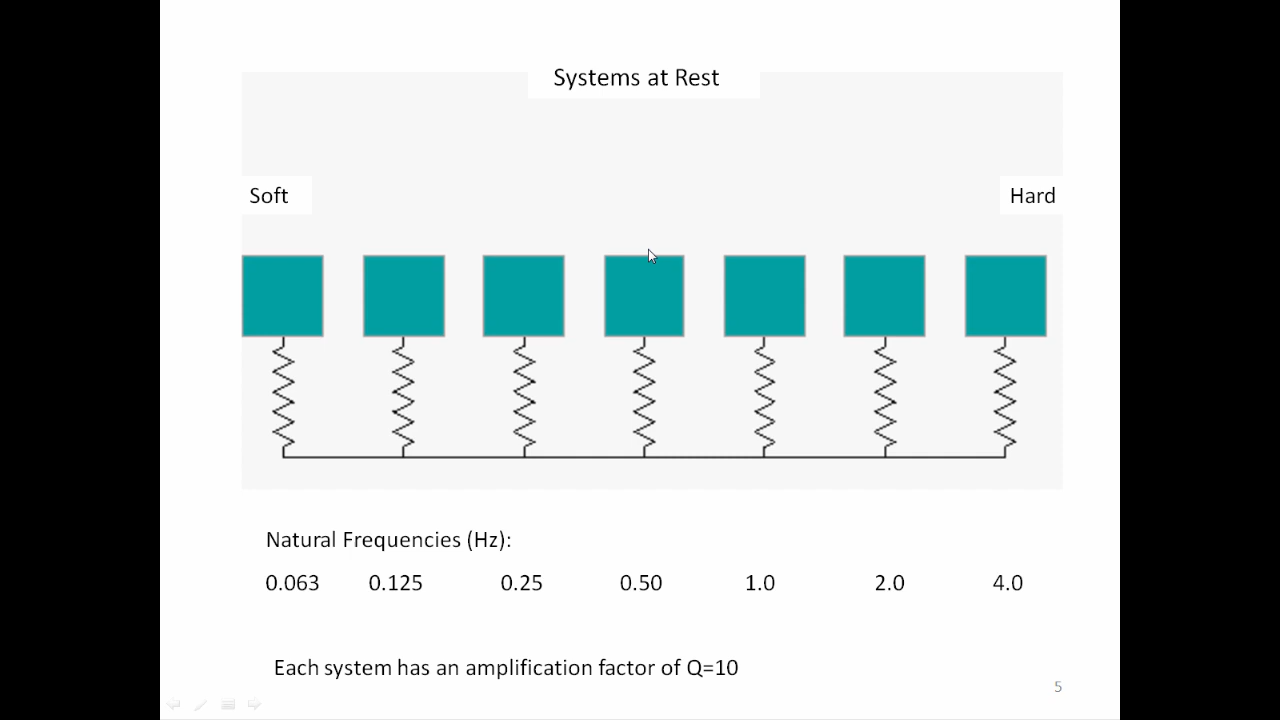 Systems at Rest
Soft
Hard
Natural Frequencies (Hz):
0.063 0.125 0.25 0.50 1.0 2.0 4.0
Each system has an amplification factor of Q=10
5